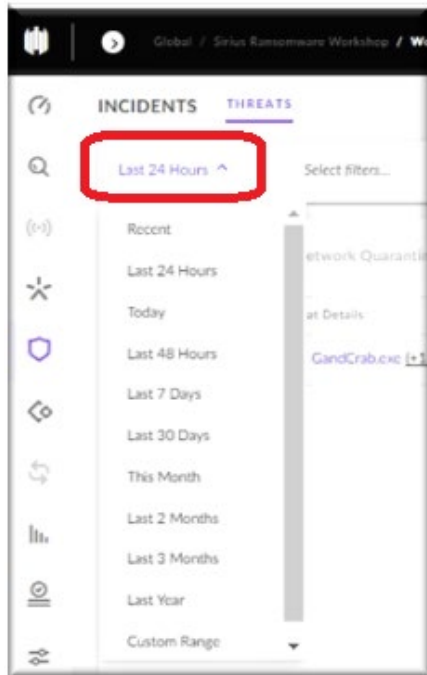 Global / Sirius Ransomware Workshop / We
INCIDENTS THREATS
Last 24 Hours Select filters...
Recent
etwork Quarantin
Last 24 Hours
Today
at Details
Last 48 Hours
GandCrab.exe (+1
Last 7 Days
Last 30 Days
This Month
Last 2 Months
Last 3 Months
Last Year
Custom Range